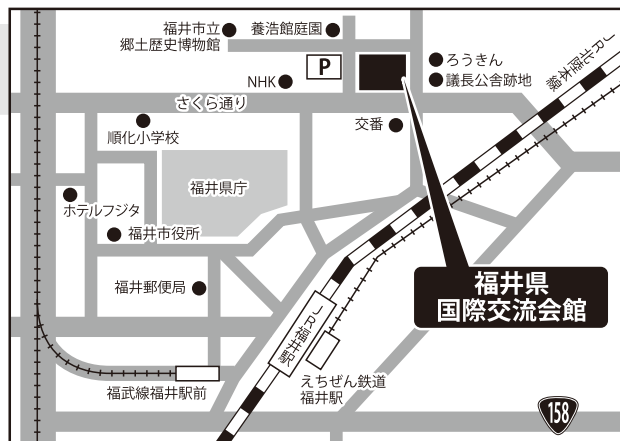 福井市立
郷土歴史博物館
養浩館庭園
P
NHK
ろうきん
議長公舎跡地
JR北陸本線
さくら通り
交番
順化小学校
福井県庁
ホテルフジタ
福井市役所
福井郵便局
福井県
国際交流会館
JR福井駅
えちぜん鉄道
福井駅
福武線福井駅前
158